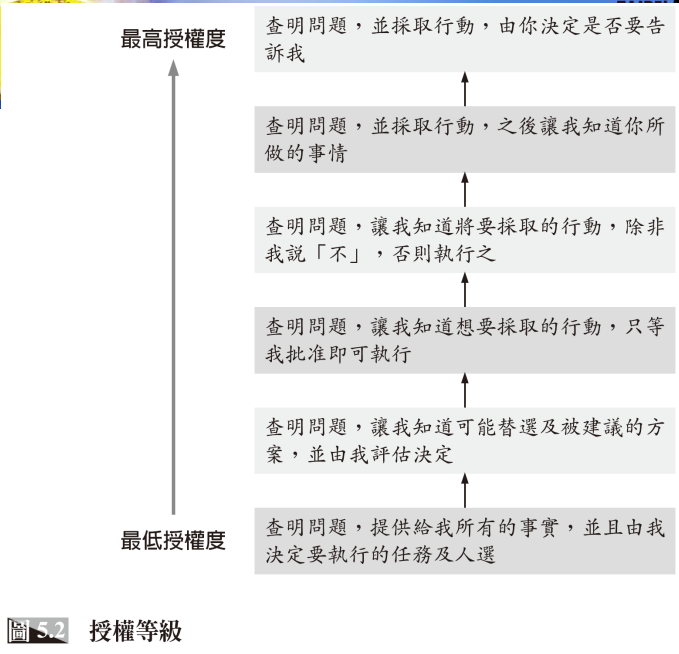 最高授權度
查明問題，並採取行動，由你決定是否要告
訴我
查明問題，並採取行動，之後讓我知道你所
做的事情
查明問題，讓我知道將要採取的行動，除非
我説「不」，否則執行之
查明問題，讓我知道想要採取的行動，只等
我批准即可執行
查明問題，讓我知道可能替選及被建議的方
案，並由我評估決定
最低授權度
查明問題，提供給我所有的事實，並且由我
決定要執行的任務及人選
圖 5.2 授權等級